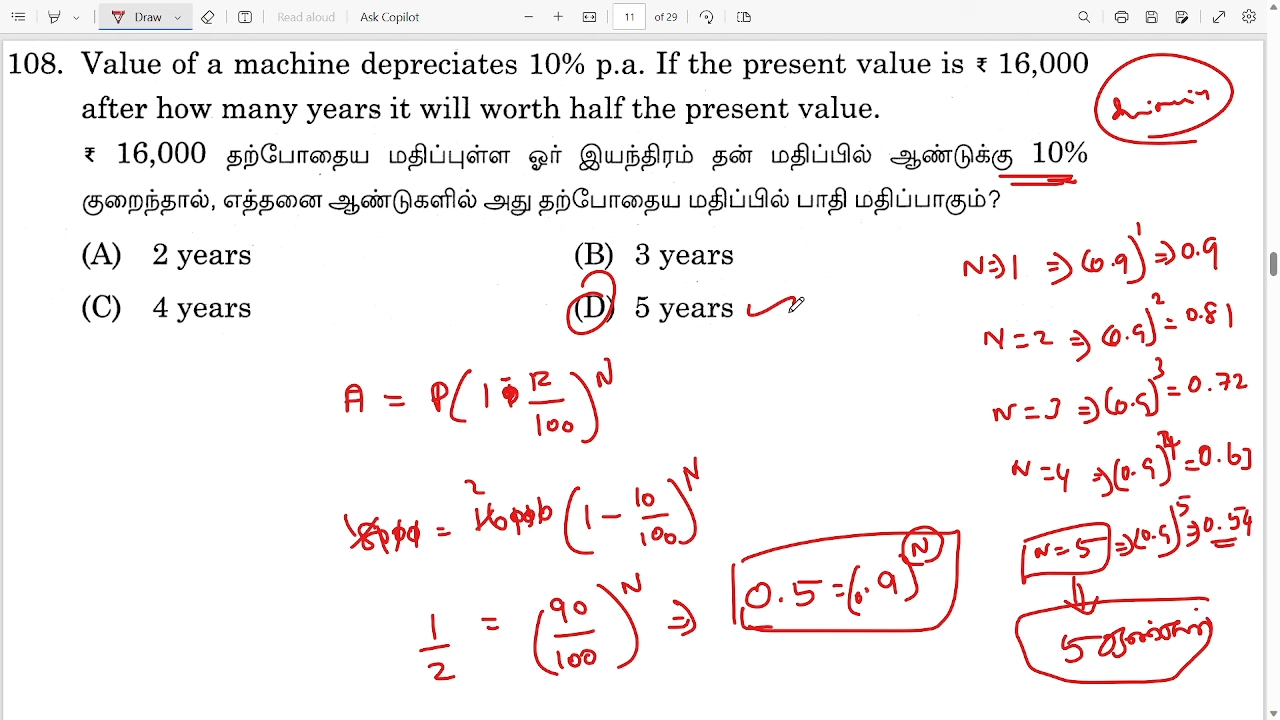 Draw Read aloud Ask Copilot 11 of 29
108. Value of a machine depreciates 10% p.a. If the present value is ₹ 16,000
after how many years it will worth half the present value.
₹ 16,000 தற்போதைய மதிப்புள்ள ஓர் இயந்திரம் தன் மதிப்பில் ஆண்டுக்கு 10%
குறைந்தால், எத்தனை ஆண்டுகளில் அது தற்போதைய மதிப்பில் பாதி மதிப்பாகும்?
(A) 2 years (B) 3 years
(C) 4 years (D) 5 years
A = P(1 - R/100)^N
8000 = 16000 (1 - 10/100)^N
2
1/2 = (90/100)^N ⇒ 0.5 = (0.9)^N
N ⇒ 1 ⇒ (0.9)^1 ⇒ 0.9
N = 2 ⇒ (0.9)^2 = 0.81
N = 3 ⇒ (0.9)^3 = 0.72
N = 4 ⇒ (0.9)^4 = 0.63
N = 5 ⇒ (0.9)^5 ⇒ 0.54
5